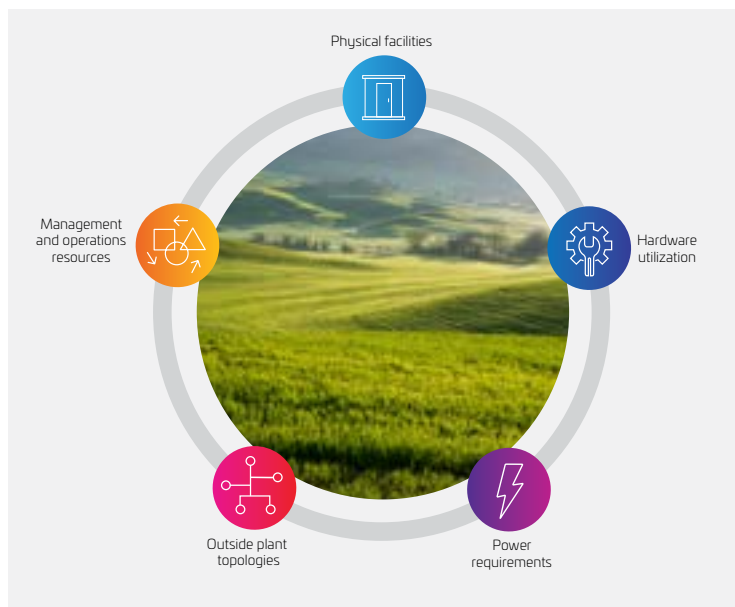 Physical facilities
Management
and operations
resources
Hardware
utilization
Outside plant
topologies
Power
requirements